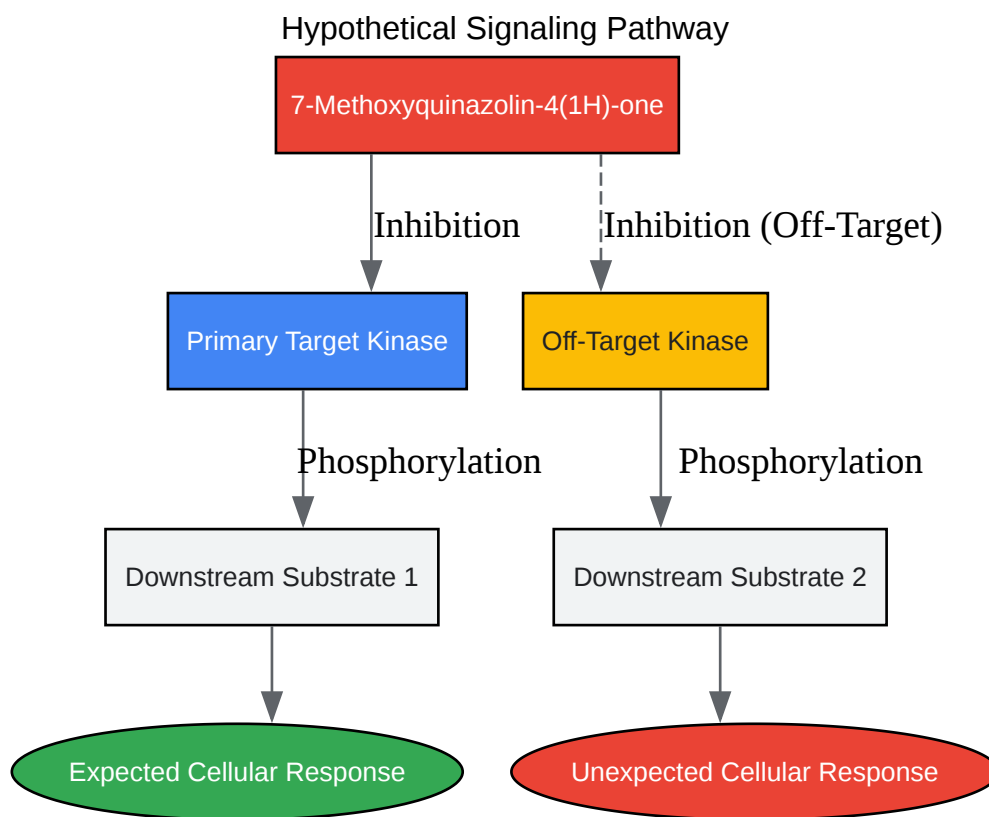 Hypothetical Signaling Pathway
7-Methoxyquinazolin-4(1H)-one
Inhibition
Inhibition (Off-Target)
Primary Target Kinase
Off-Target Kinase
Phosphorylation
Phosphorylation
Downstream Substrate 1
Downstream Substrate 2
Expected Cellular Response
Unexpected Cellular Response